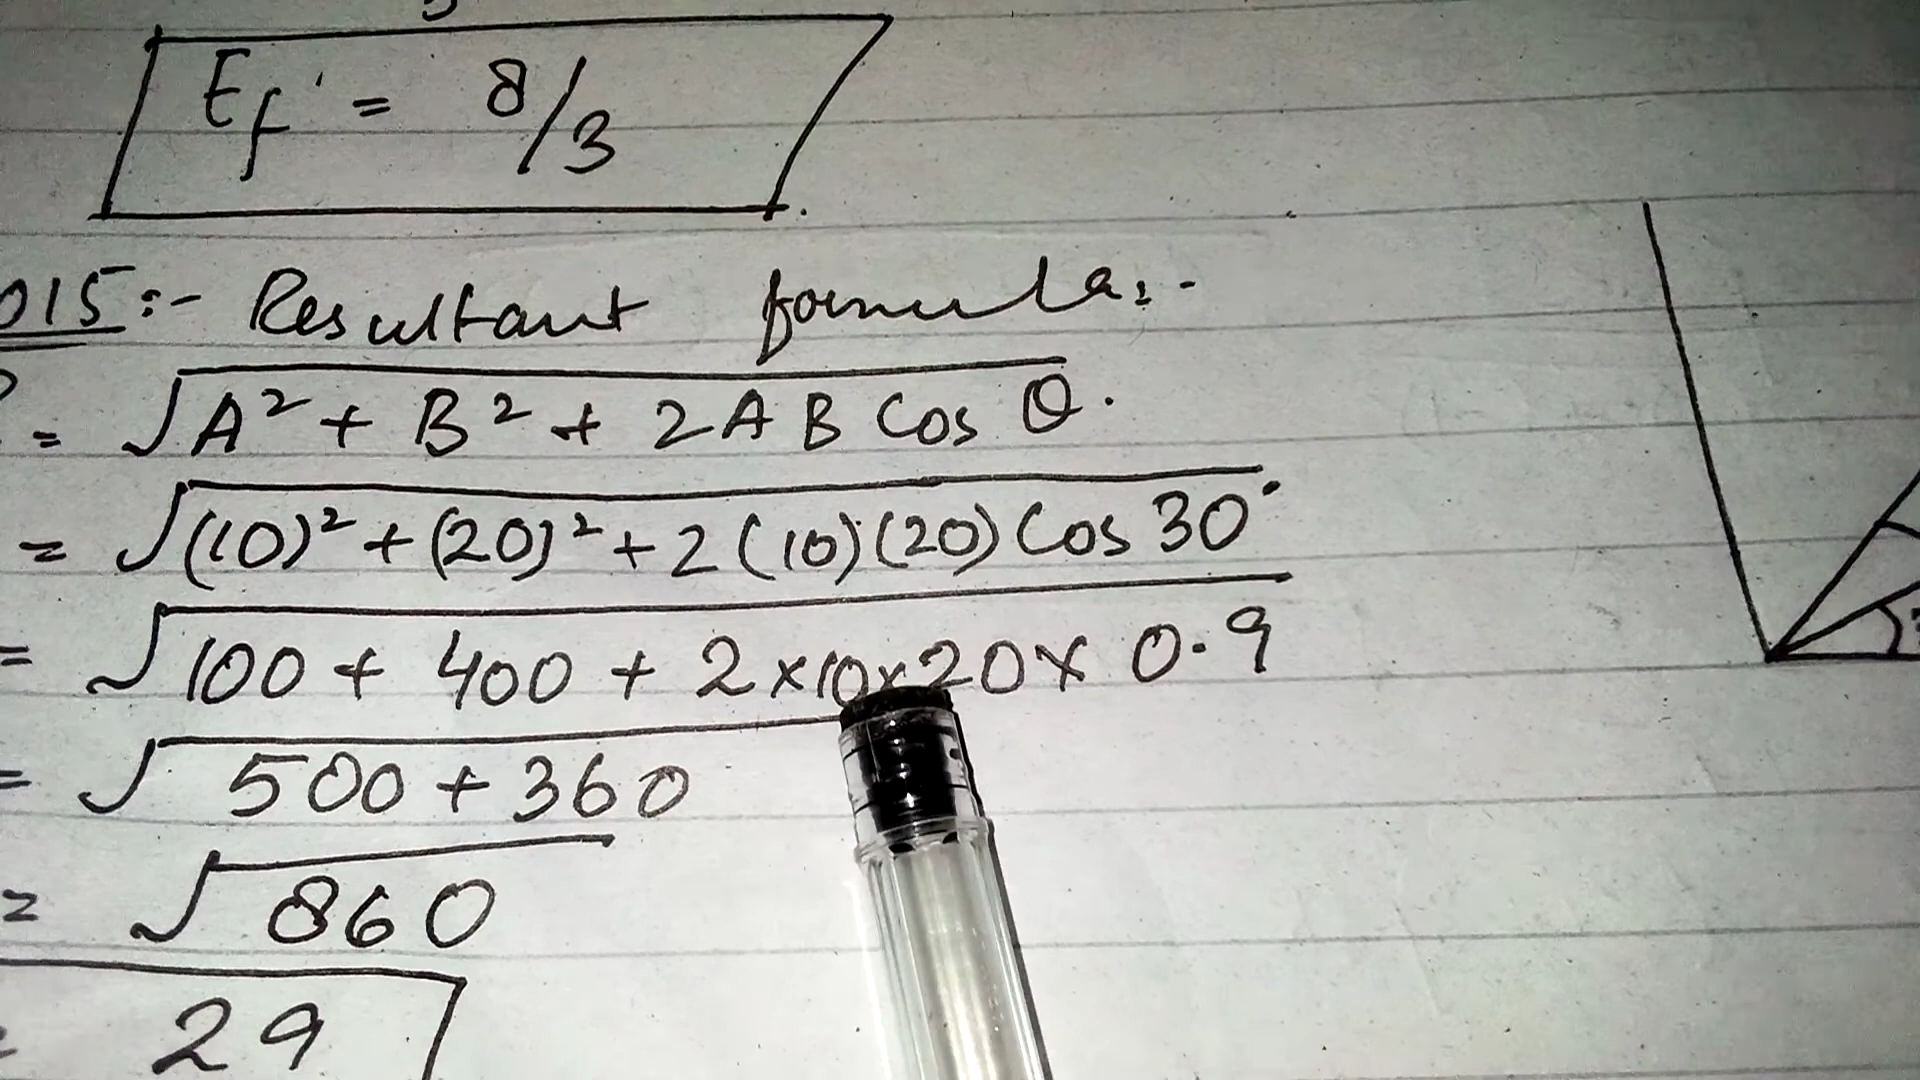 Ef' = 8/3
015:- Resultant formula:-
= √A² + B² + 2AB Cos θ.
= √(10)² + (20)² + 2(10)(20) Cos 30°
= √100 + 400 + 2×10×20× 0.9
= √500 + 360
= √860
29